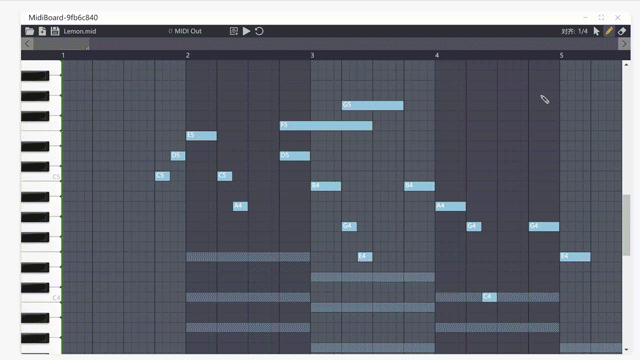 MidiBoard-9fb6c840
Lemon.mid
0 MIDI Out
对齐: 1/4
1 2 3 4 5
G5
F5
E5
D5 D5
C5 C5 C5
B4 B4
A4 A4
G4 G4 G4
E4 E4
C4 C4